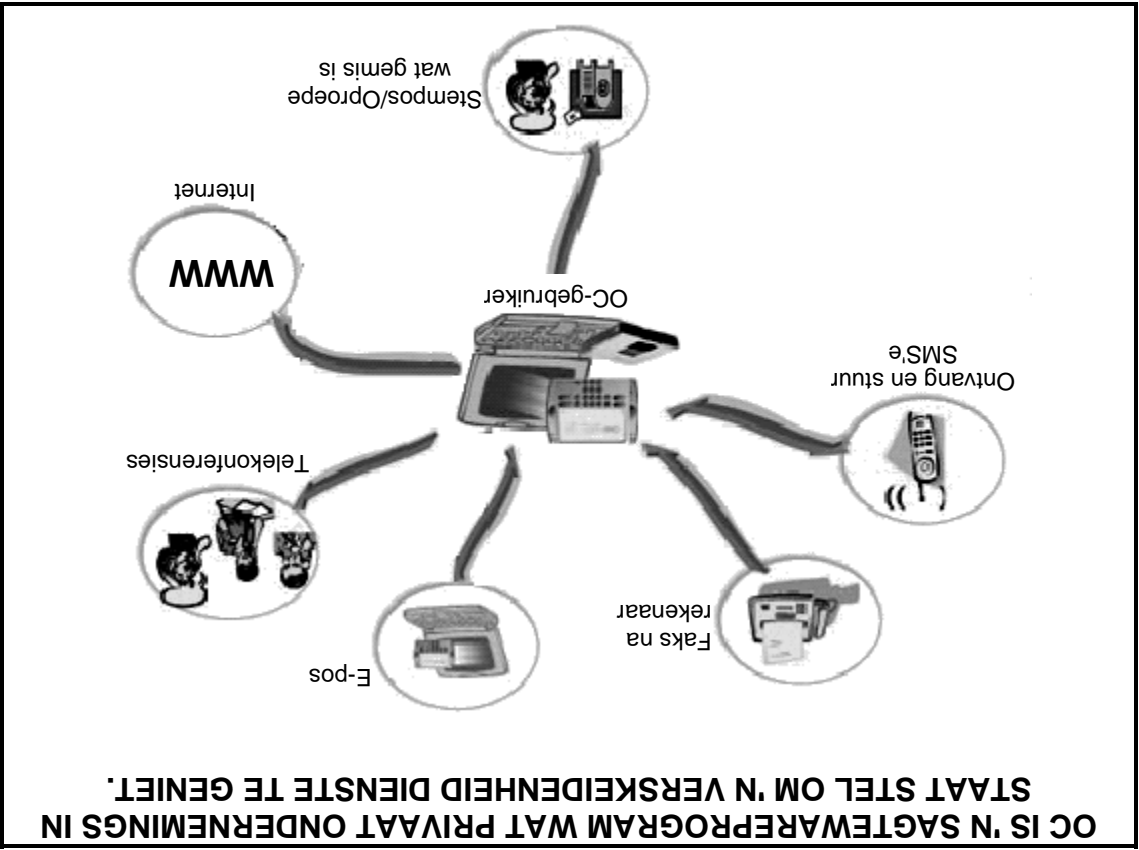 OC IS 'N SAGTEWAREPROGRAM WAT PRIVAAT ONDERNEMINGS IN
STAAT STEL OM 'N VERSKEIDENHEID DIENSTE TE GENIET.
Faks na
rekenaar
E-pos
Ontvang en stuur
SMS'e
Telekonferensies
OC-gebruiker
WWW
Internet
Stempos/Oproepe
wat gemis is